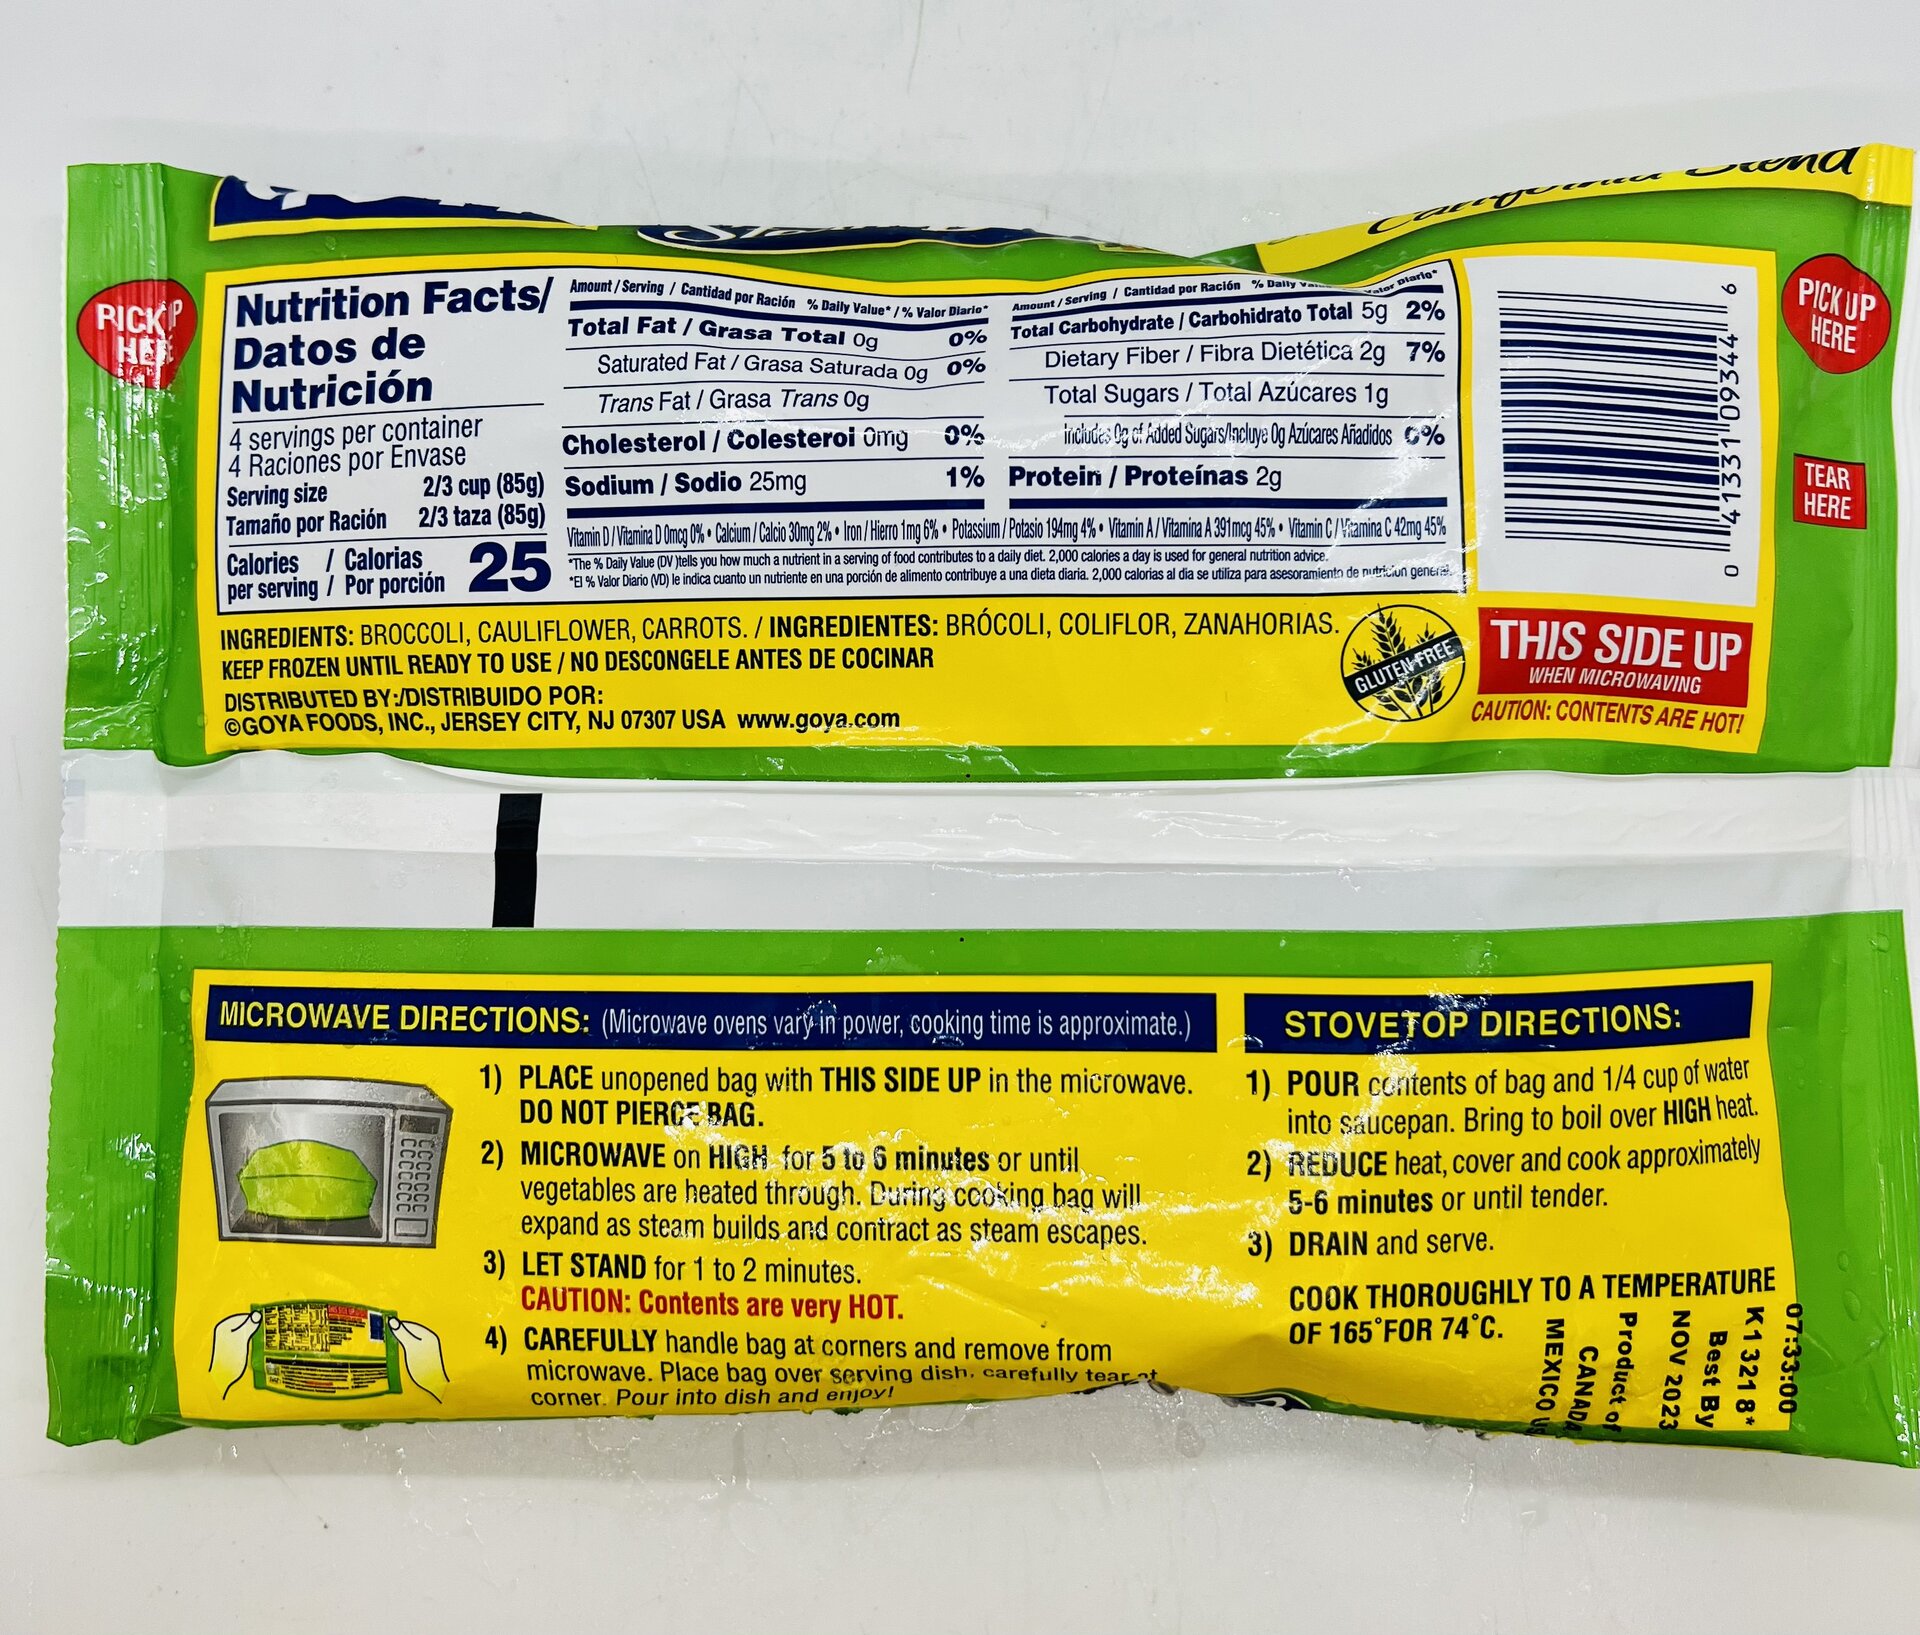 California Blend
PICK UP
HERE
Nutrition Facts/
Datos de
Nutrición
4 servings per container
4 Raciones por Envase
Serving size 2/3 cup (85g)
Tamaño por Ración 2/3 taza (85g)
Calories / Calorias
per serving / Por porción 25
Amount / Serving / Cantidad por Ración % Daily Value* / % Valor Diario*
Total Fat / Grasa Total 0g 0%
Saturated Fat / Grasa Saturada 0g 0%
Trans Fat / Grasa Trans 0g
Cholesterol / Colesterol 0mg 0%
Sodium / Sodio 25mg 1%
Amount / Serving / Cantidad por Ración % Daily Valor Diario*
Total Carbohydrate / Carbohidrato Total 5g 2%
Dietary Fiber / Fibra Dietética 2g 7%
Total Sugars / Total Azúcares 1g
Includes 0g of Added Sugars/Incluye 0g Azúcares Añadidos 0%
Protein / Proteínas 2g
Vitamin D / Vitamina D 0mcg 0% • Calcium / Calcio 30mg 2% • Iron / Hierro 1mg 6% • Potassium / Potasio 194mg 4% • Vitamin A / Vitamina A 391mcg 45% • Vitamin C / Vitamina C 42mg 45%
*The % Daily Value (DV )tells you how much a nutrient in a serving of food contributes to a daily diet. 2,000 calories a day is used for general nutrition advice.
*El % Valor Diario (VD) le indica cuanto un nutriente en una porción de alimento contribuye a una dieta diaria. 2,000 calorias al dia se utiliza para asesoramiento de nutricion general.
0 41331 09344 6
PICK UP
HERE
TEAR
HERE
INGREDIENTS: BROCCOLI, CAULIFLOWER, CARROTS. / INGREDIENTES: BRÓCOLI, COLIFLOR, ZANAHORIAS.
KEEP FROZEN UNTIL READY TO USE / NO DESCONGELE ANTES DE COCINAR
DISTRIBUTED BY:/DISTRIBUIDO POR:
©GOYA FOODS, INC., JERSEY CITY, NJ 07307 USA www.goya.com
GLUTEN FREE
THIS SIDE UP
WHEN MICROWAVING
CAUTION: CONTENTS ARE HOT!
MICROWAVE DIRECTIONS: (Microwave ovens vary in power, cooking time is approximate.)
1) PLACE unopened bag with THIS SIDE UP in the microwave.
DO NOT PIERCE BAG.
2) MICROWAVE on HIGH for 5 to 6 minutes or until
vegetables are heated through. During cooking bag will
expand as steam builds and contract as steam escapes.
3) LET STAND for 1 to 2 minutes.
CAUTION: Contents are very HOT.
4) CAREFULLY handle bag at corners and remove from
microwave. Place bag over serving dish, carefully tear at
corner. Pour into dish and enjoy!
STOVETOP DIRECTIONS:
1) POUR contents of bag and 1/4 cup of water
into saucepan. Bring to boil over HIGH heat.
2) REDUCE heat, cover and cook approximately
5-6 minutes or until tender.
3) DRAIN and serve.
COOK THOROUGHLY TO A TEMPERATURE
OF 165°F OR 74°C.
07:33:00
K13218*
Best By
NOV 2023
Product of
CANADA
MEXICO